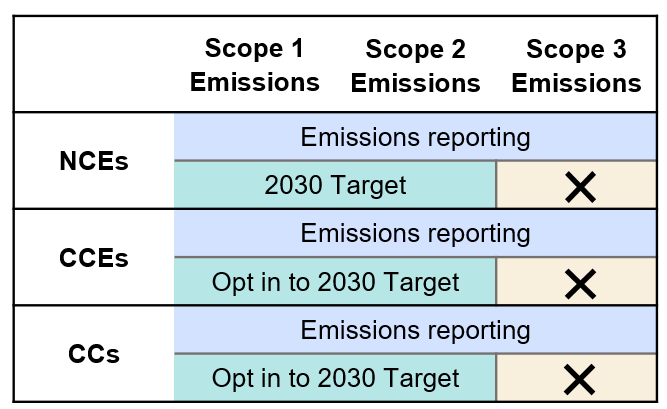 Scope 1 Emissions
Scope 2 Emissions
Scope 3 Emissions
NCEs
Emissions reporting
2030 Target
CCEs
Emissions reporting
Opt in to 2030 Target
CCs
Emissions reporting
Opt in to 2030 Target